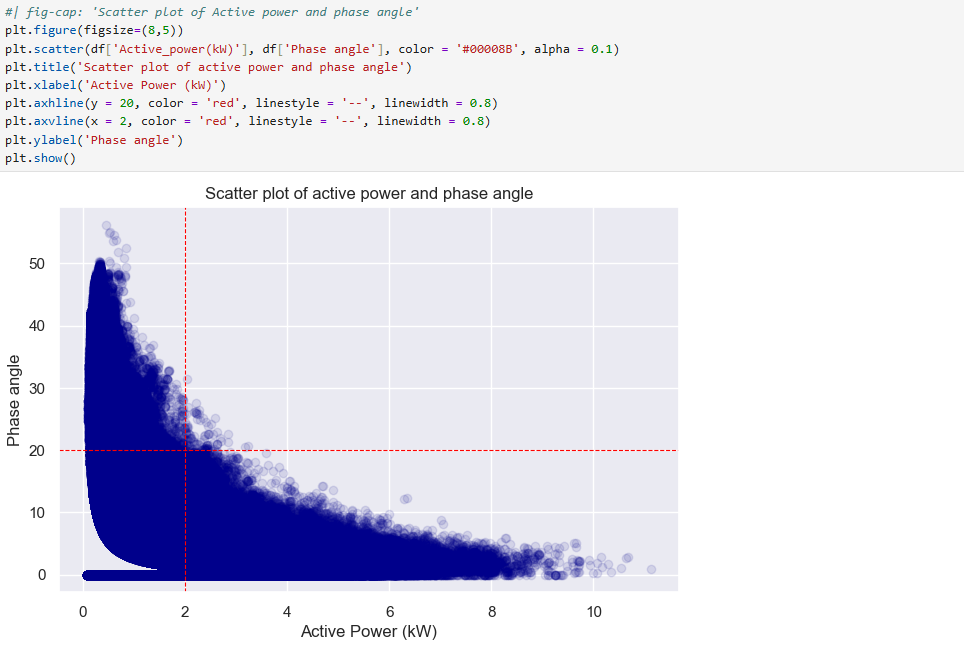 #| fig-cap: 'Scatter plot of Active power and phase angle'
plt.figure(figsize=(8,5))
plt.scatter(df['Active_power(kW)'], df['Phase angle'], color = '#00008B', alpha = 0.1)
plt.title('Scatter plot of active power and phase angle')
plt.xlabel('Active Power (kW)')
plt.axhline(y = 20, color = 'red', linestyle = '--', linewidth = 0.8)
plt.axvline(x = 2, color = 'red', linestyle = '--', linewidth = 0.8)
plt.ylabel('Phase angle')
plt.show()
Scatter plot of active power and phase angle
Phase angle
50
40
30
20
10
0
0 2 4 6 8 10
Active Power (kW)